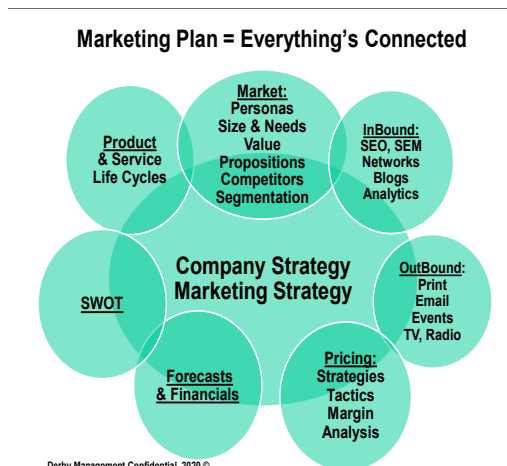 Marketing Plan = Everything's Connected
Market:
Personas
Size & Needs
Value
Propositions
Competitors
Segmentation
Product
& Service
Life Cycles
InBound:
SEO, SEM
Networks
Blogs
Analytics
Company Strategy
Marketing Strategy
OutBound:
Print
Email
Events
TV, Radio
SWOT
Forecasts
& Financials
Pricing:
Strategies
Tactics
Margin
Analysis
Derby Management Confidential 2020 ©